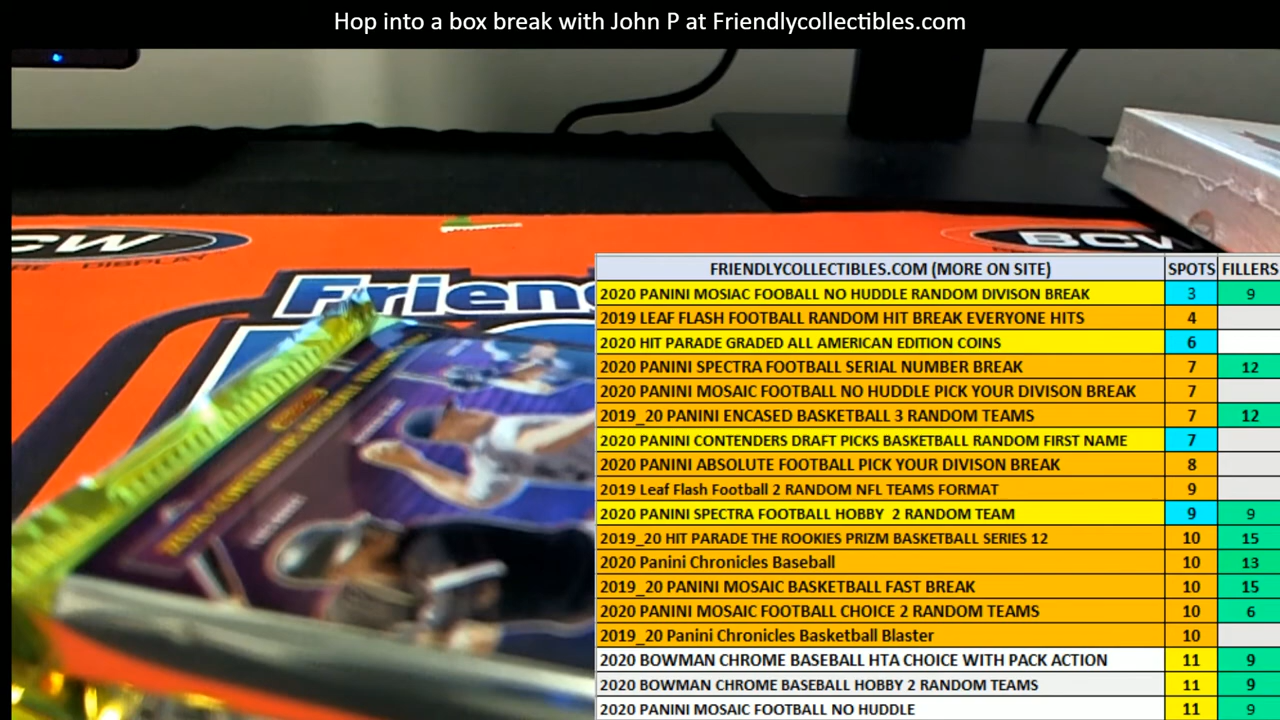 Hop into a box break with John P at Friendlycollectibles.com
CW
DISPLAY
BCW
Frien
FRIENDLYCOLLECTIBLES.COM (MORE ON SITE) SPOTS FILLERS
2020 PANINI MOSIAC FOOBALL NO HUDDLE RANDOM DIVISON BREAK 3 9
2019 LEAF FLASH FOOTBALL RANDOM HIT BREAK EVERYONE HITS 4
2020 HIT PARADE GRADED ALL AMERICAN EDITION COINS 6
2020 PANINI SPECTRA FOOTBALL SERIAL NUMBER BREAK 7 12
2020 PANINI MOSAIC FOOTBALL NO HUDDLE PICK YOUR DIVISON BREAK 7
2019_20 PANINI ENCASED BASKETBALL 3 RANDOM TEAMS 7 12
2020 PANINI CONTENDERS DRAFT PICKS BASKETBALL RANDOM FIRST NAME 7
2020 PANINI ABSOLUTE FOOTBALL PICK YOUR DIVISON BREAK 8
2019 Leaf Flash Football 2 RANDOM NFL TEAMS FORMAT 9
2020 PANINI SPECTRA FOOTBALL HOBBY 2 RANDOM TEAM 9 9
2019_20 HIT PARADE THE ROOKIES PRIZM BASKETBALL SERIES 12 10 15
2020 Panini Chronicles Baseball 10 13
2019_20 PANINI MOSAIC BASKETBALL FAST BREAK 10 15
2020 PANINI MOSAIC FOOTBALL CHOICE 2 RANDOM TEAMS 10 6
2019_20 Panini Chronicles Basketball Blaster 10
2020 BOWMAN CHROME BASEBALL HTA CHOICE WITH PACK ACTION 11 9
2020 BOWMAN CHROME BASEBALL HOBBY 2 RANDOM TEAMS 11 9
2020 PANINI MOSAIC FOOTBALL NO HUDDLE 11 9